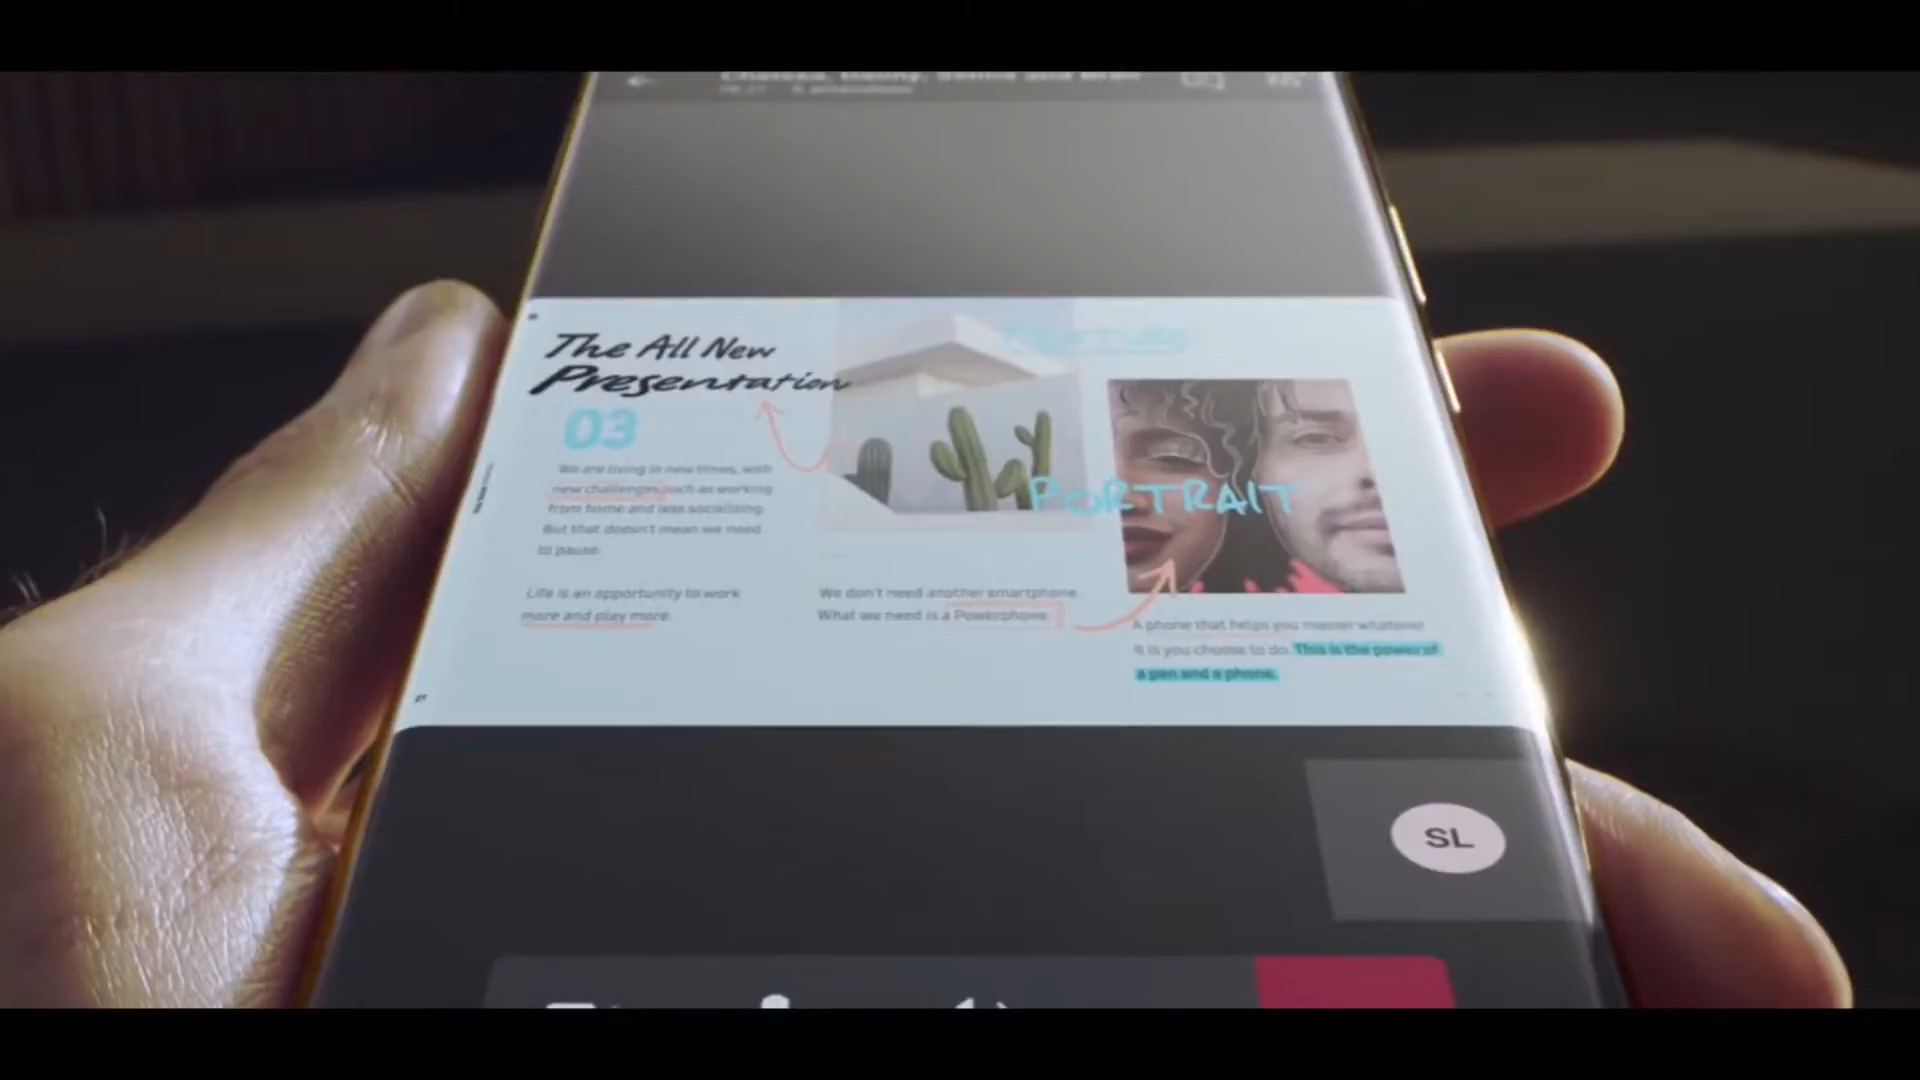 The All New
Presentation
03
We are living in new times, with
new challenges such as working
from home and less socializing.
But that doesn't mean we need
to pause.
Life is an opportunity to work
more and play more.
We don't need another smartphone
What we need is a Powerphone
PORTRAIT
A phone that helps you master whatever
it is you choose to do. This is the power of
a pen and a phone.
SL